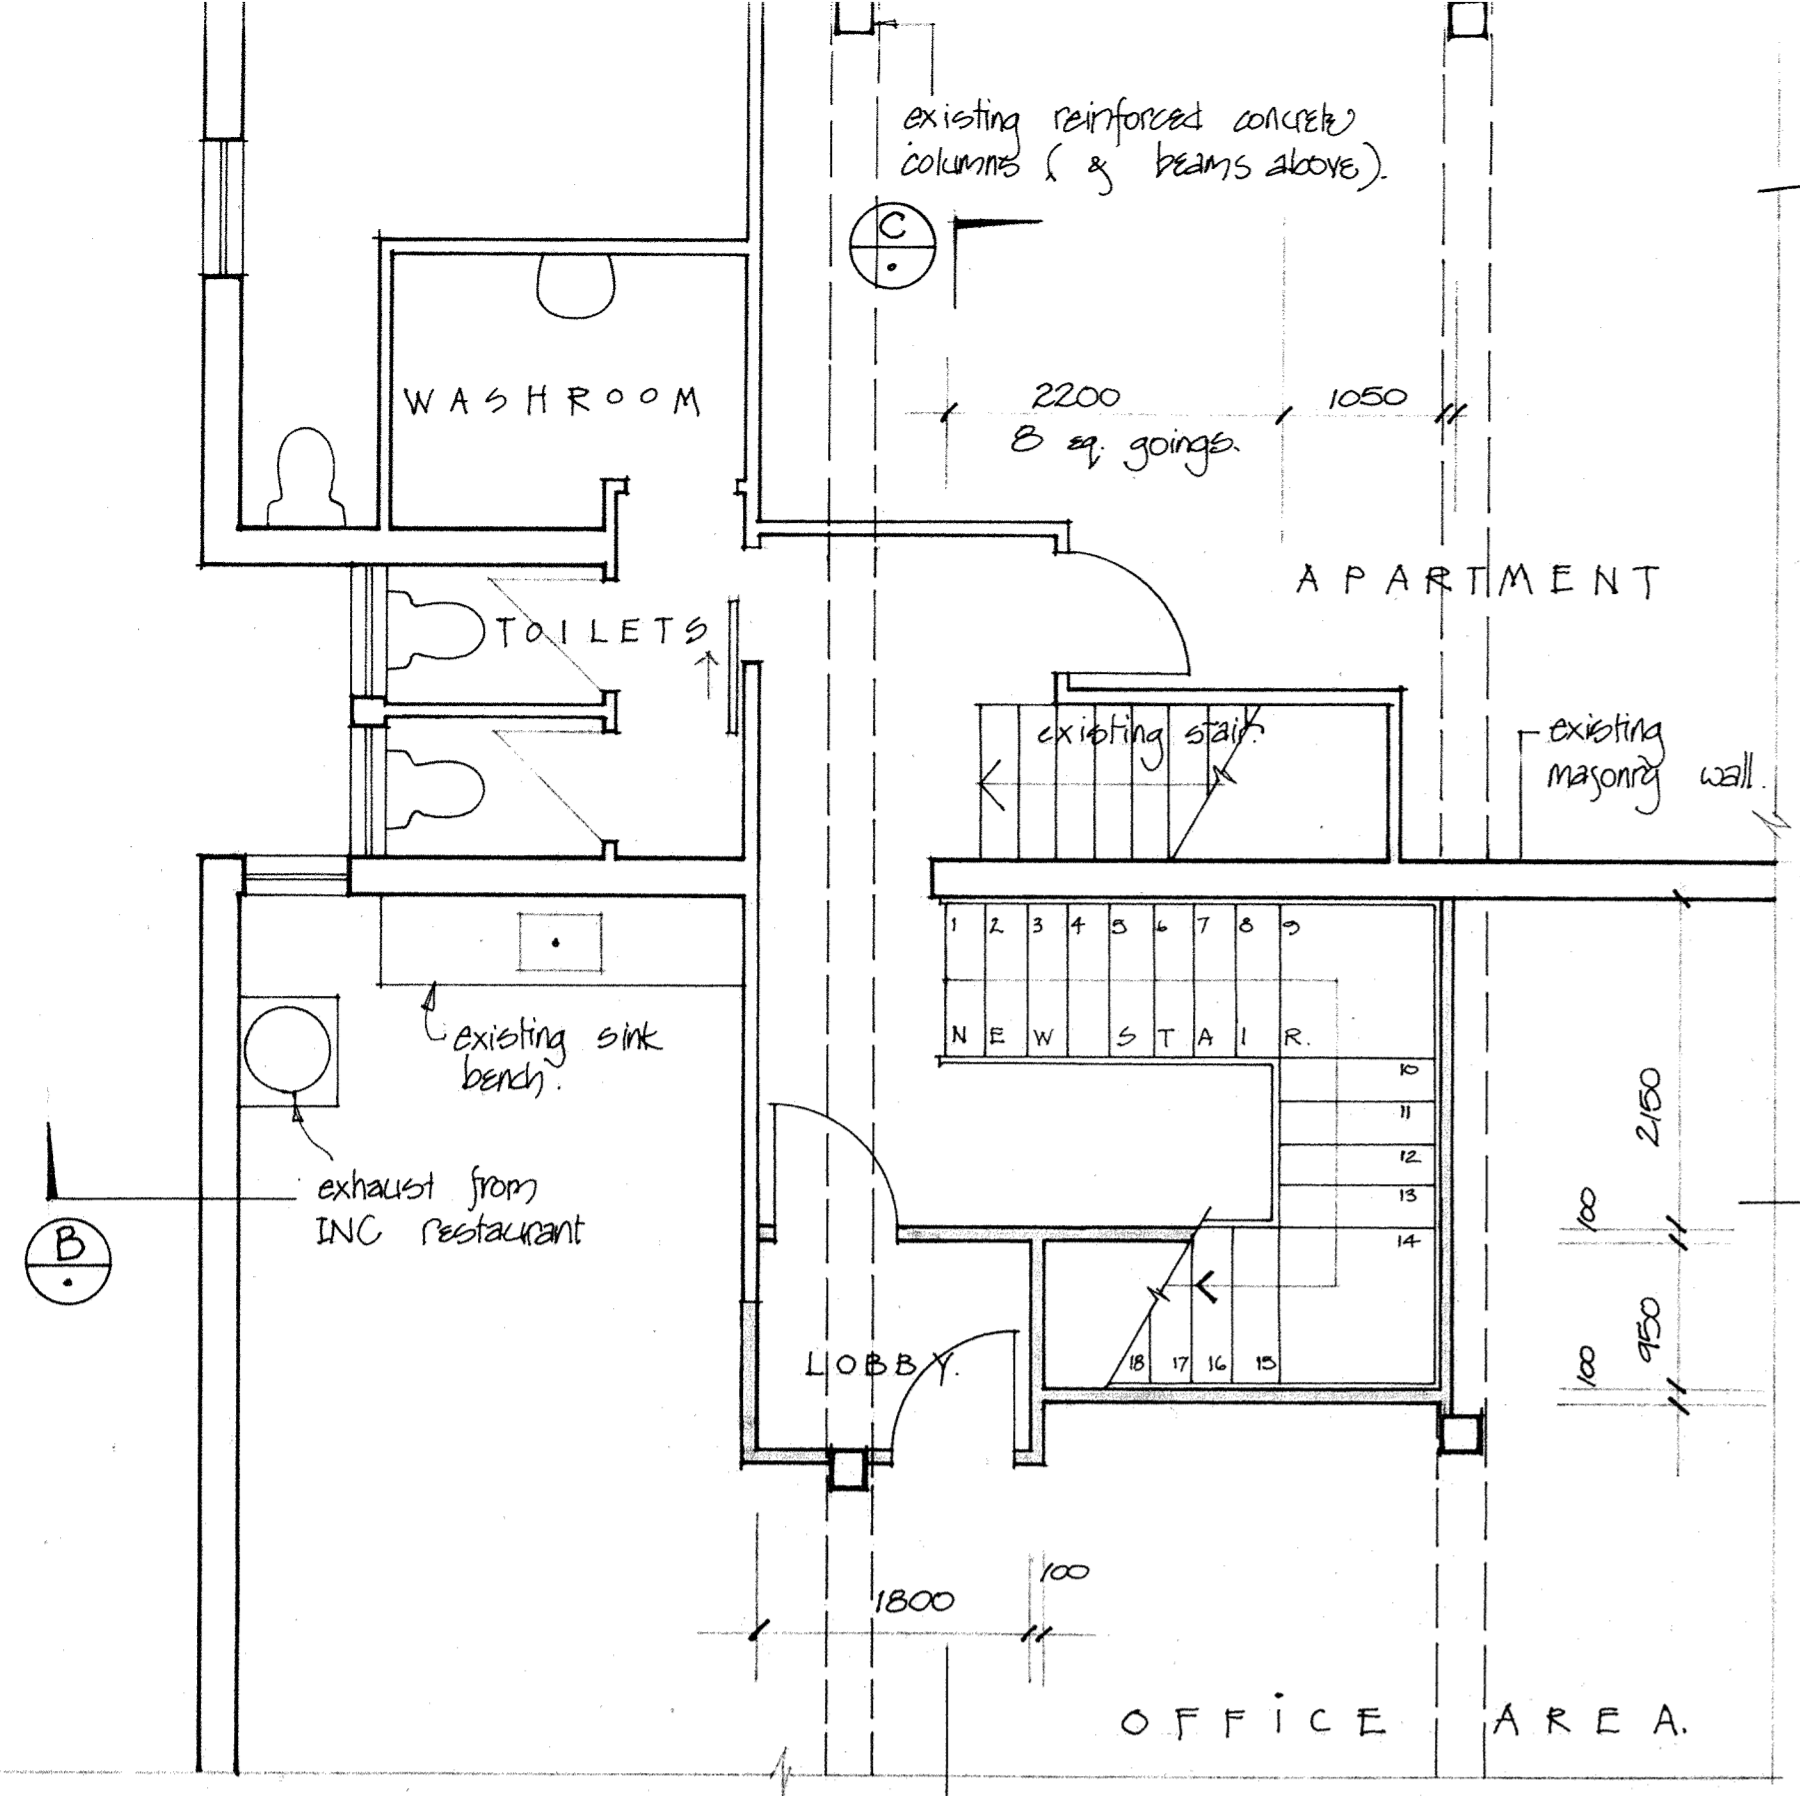 existing reinforced concrete
columns ( & beams above).
C
WASHROOM
2200
1050
8 eq. goings.
APARTMENT
TOILETS
existing stair.
existing
masonry wall.
1 2 3 4 5 6 7 8 9
NEW STAIR.
existing sink
bench.
10
11
12
13
14
2150
100
exhaust from
INC restaurant
B
LOBBY.
18 17 16 15
950
100
100
1800
OFFiCE AREA.